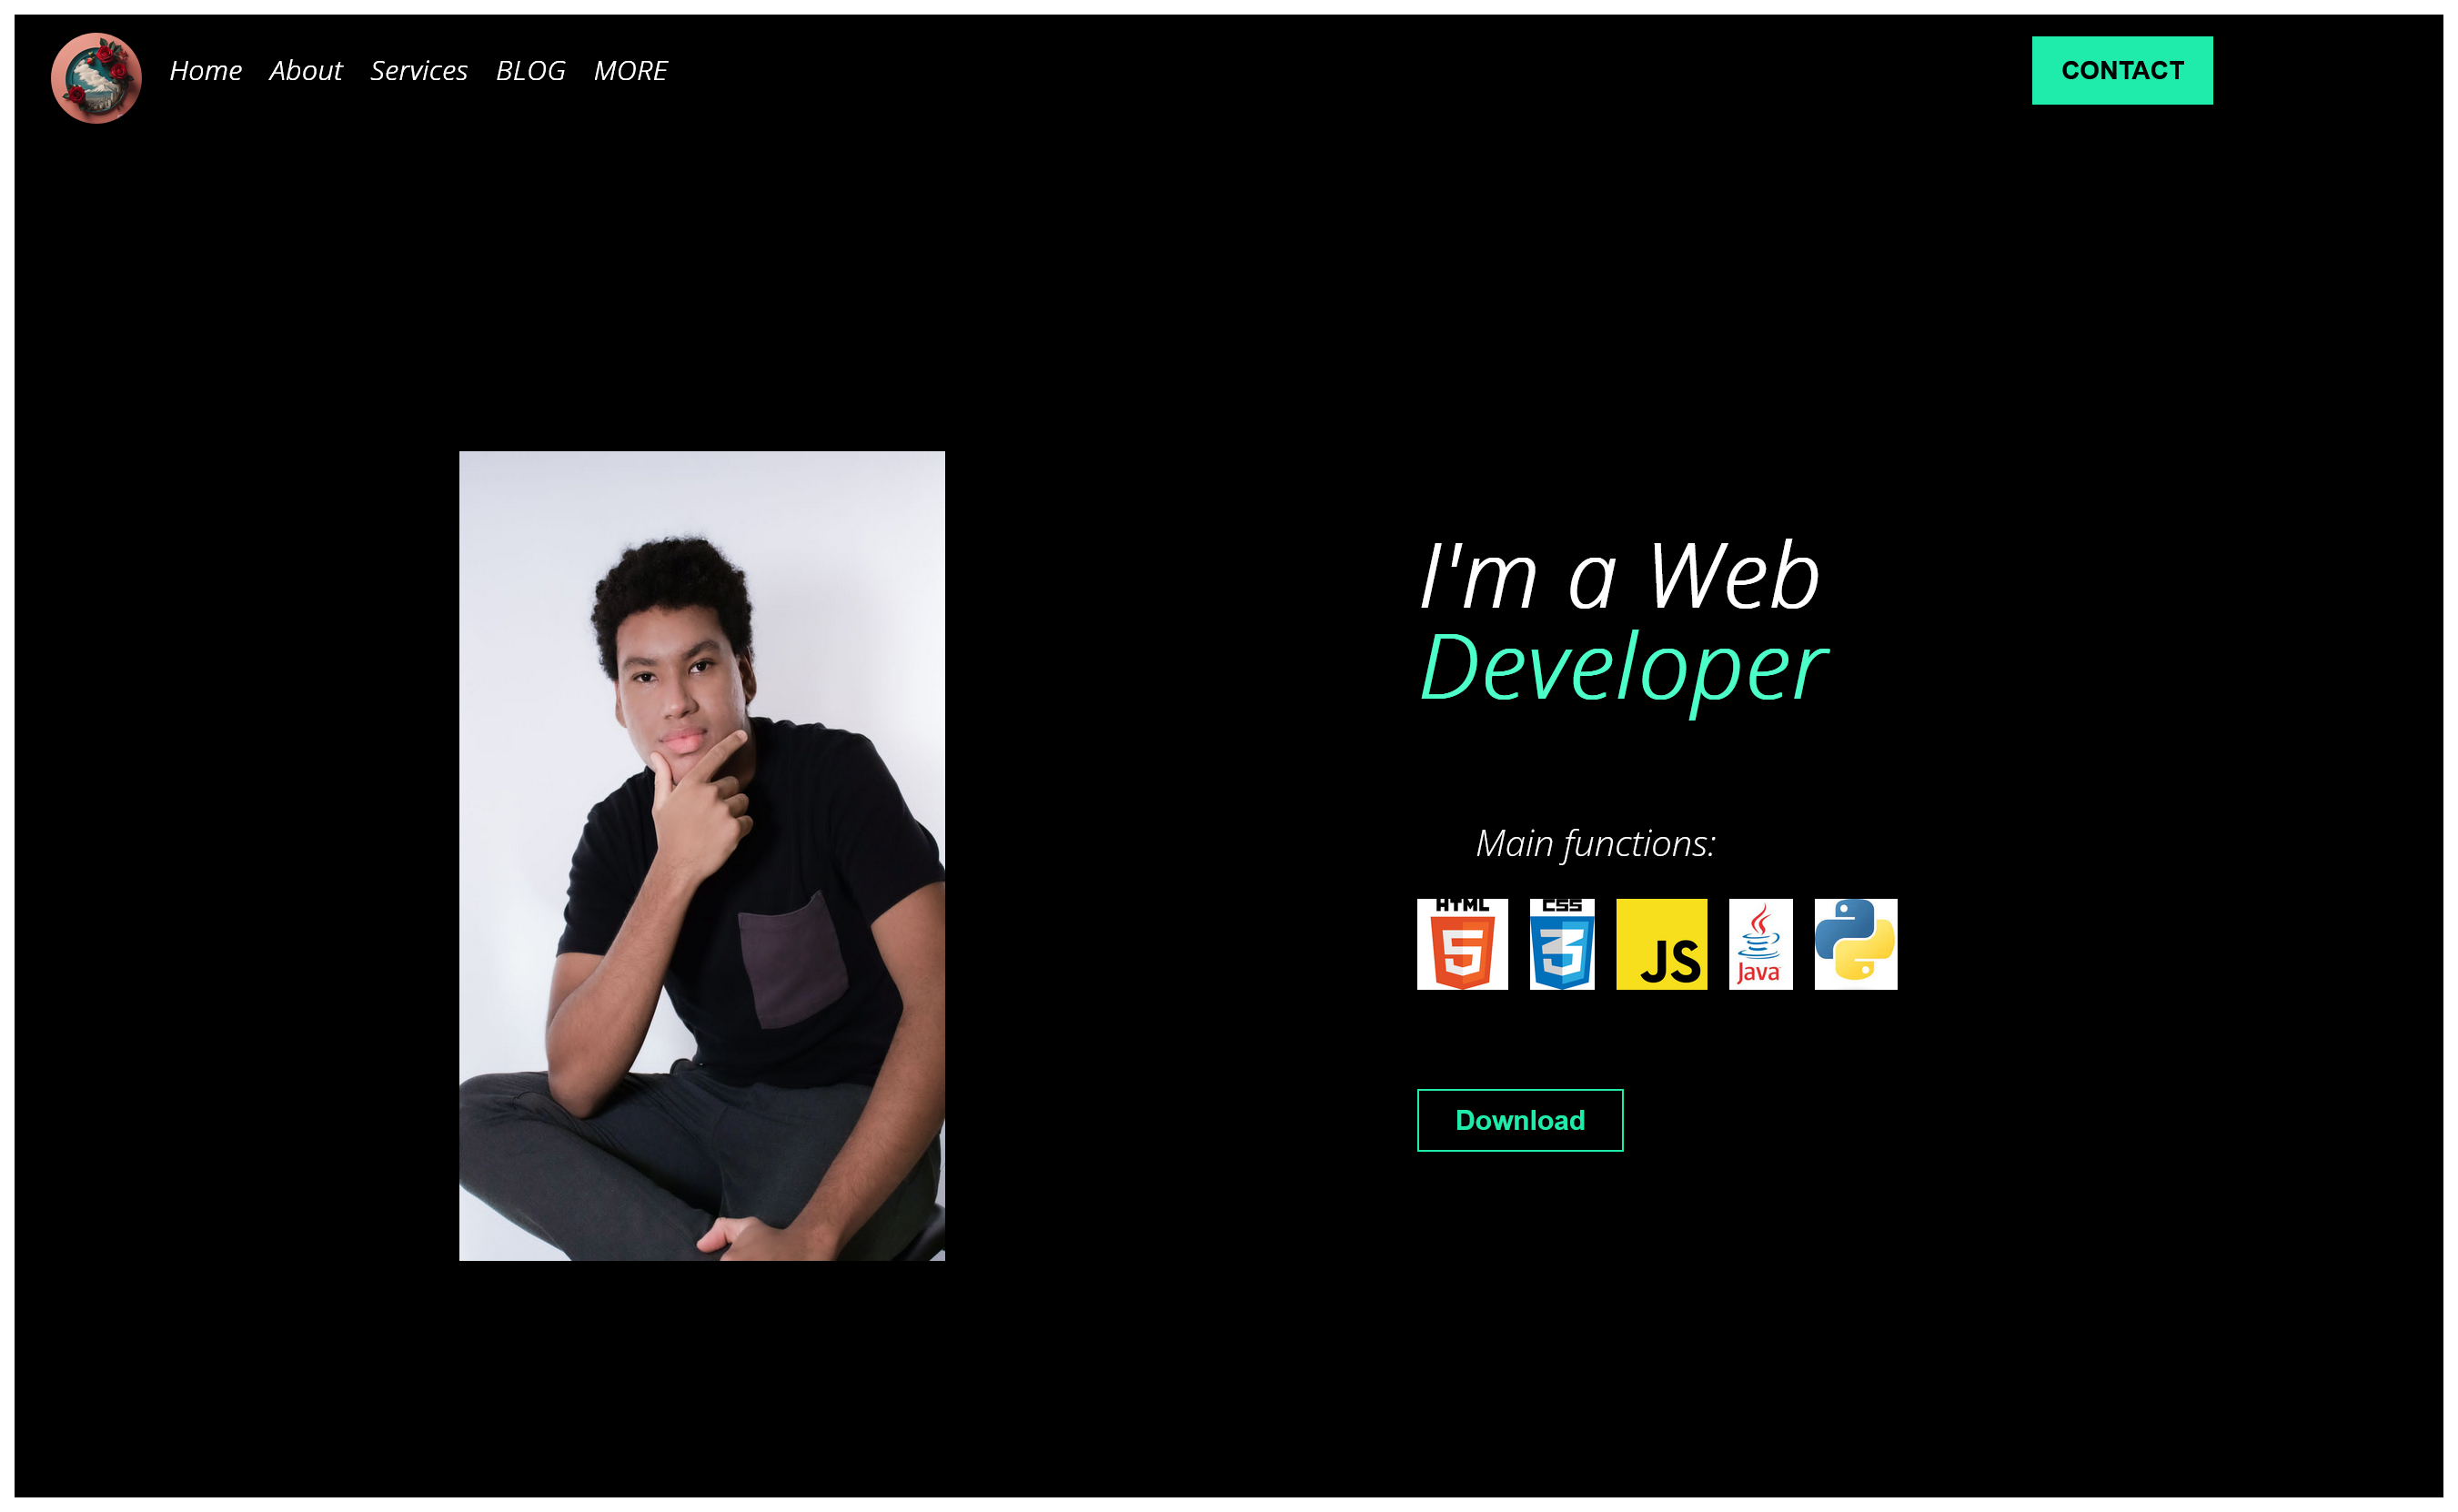 Home About Services BLOG MORE
CONTACT
I'm a Web
Developer
Main functions:
HTML CSS
5 3 JS Java
Download